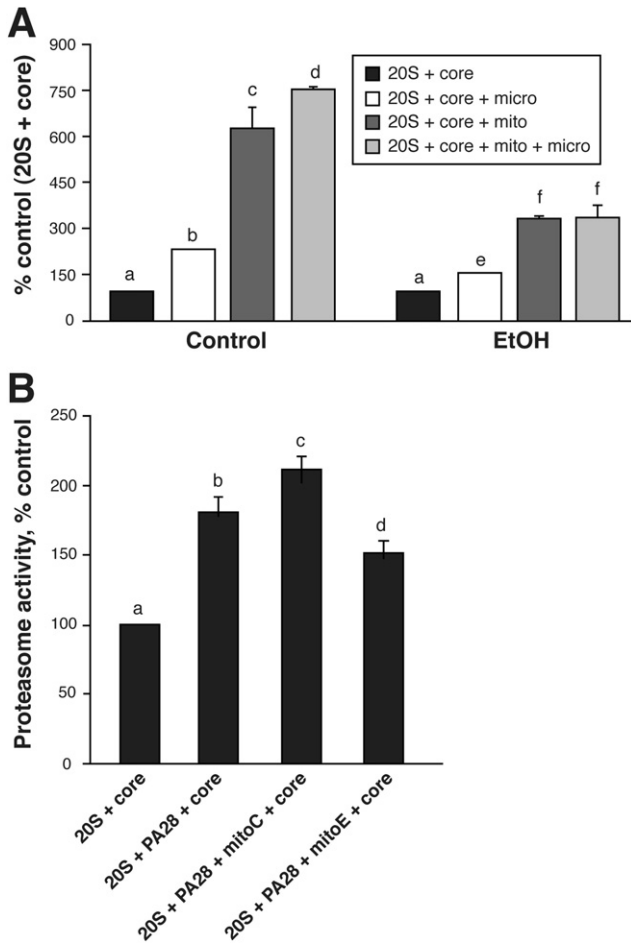 A
% control (20S + core)
900
750
600
450
300
150
0
a
b
c
d
a
e
f
f
20S + core
20S + core + micro
20S + core + mito
20S + core + mito + micro
Control
EtOH
B
Proteasome activity, % control
250
200
150
100
50
0
a
b
c
d
20S + core
20S + PA28 + core
20S + PA28 + mitoC + core
20S + PA28 + mitoE + core